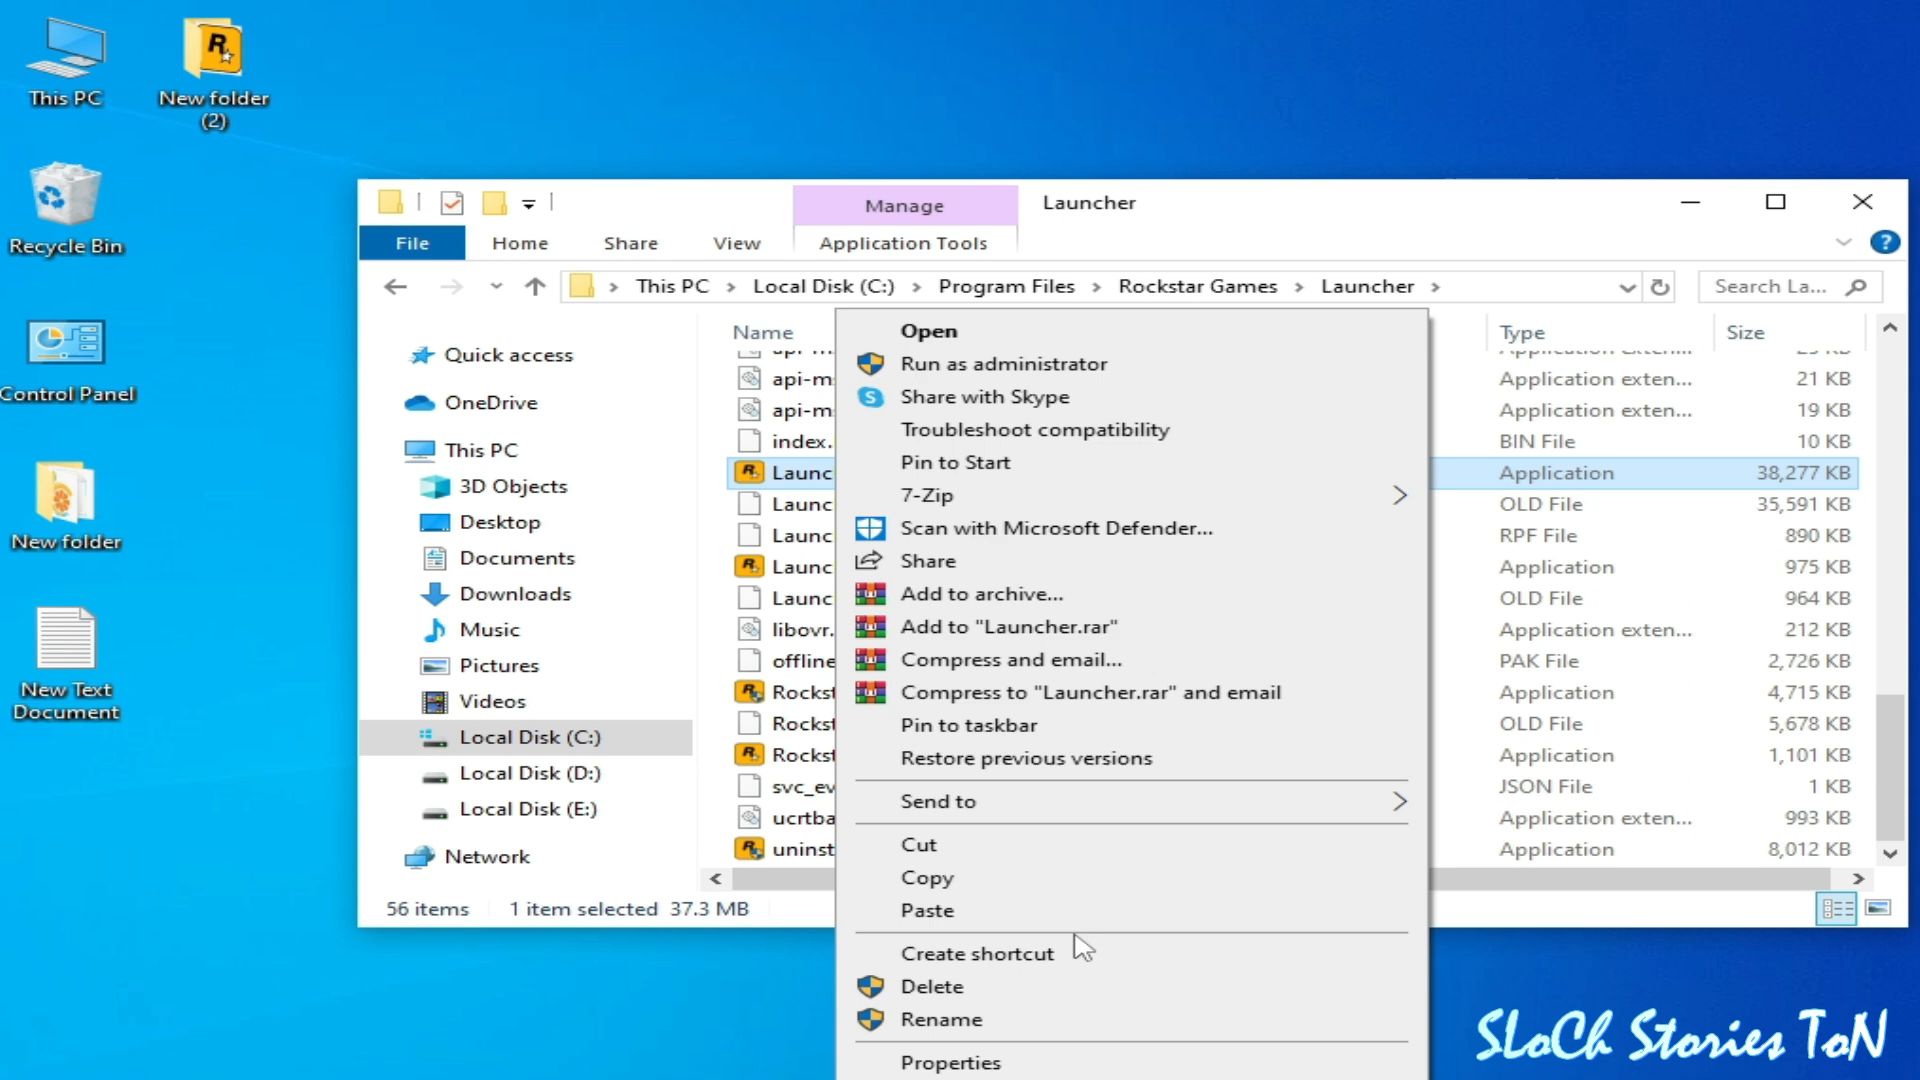 This PC
New folder
(2)
Recycle Bin
Control Panel
New folder
New Text
Document
Manage
Launcher
File
Home
Share
View
Application Tools
This PC
Local Disk (C:)
Program Files
Rockstar Games
Launcher
Search La...
Quick access
OneDrive
This PC
3D Objects
Desktop
Documents
Downloads
Music
Pictures
Videos
Local Disk (C:)
Local Disk (D:)
Local Disk (E:)
Network
Name
Type
Size
api-m
Application exten... 21 KB
api-m
Application exten... 19 KB
index.
BIN File 10 KB
Launc
Application 38,277 KB
Launc
OLD File 35,591 KB
Launc
RPF File 890 KB
Launc
Application 975 KB
Launc
OLD File 964 KB
libovr.
Application exten... 212 KB
offline
PAK File 2,726 KB
Rockst
Application 4,715 KB
Rockst
OLD File 5,678 KB
Rockst
Application 1,101 KB
svc_ev
JSON File 1 KB
ucrtba
Application exten... 993 KB
uninst
Application 8,012 KB
Open
Run as administrator
Share with Skype
Troubleshoot compatibility
Pin to Start
7-Zip
Scan with Microsoft Defender...
Share
Add to archive...
Add to "Launcher.rar"
Compress and email...
Compress to "Launcher.rar" and email
Pin to taskbar
Restore previous versions
Send to
Cut
Copy
Paste
Create shortcut
Delete
Rename
Properties
56 items
1 item selected 37.3 MB
SLoCh Stories ToN